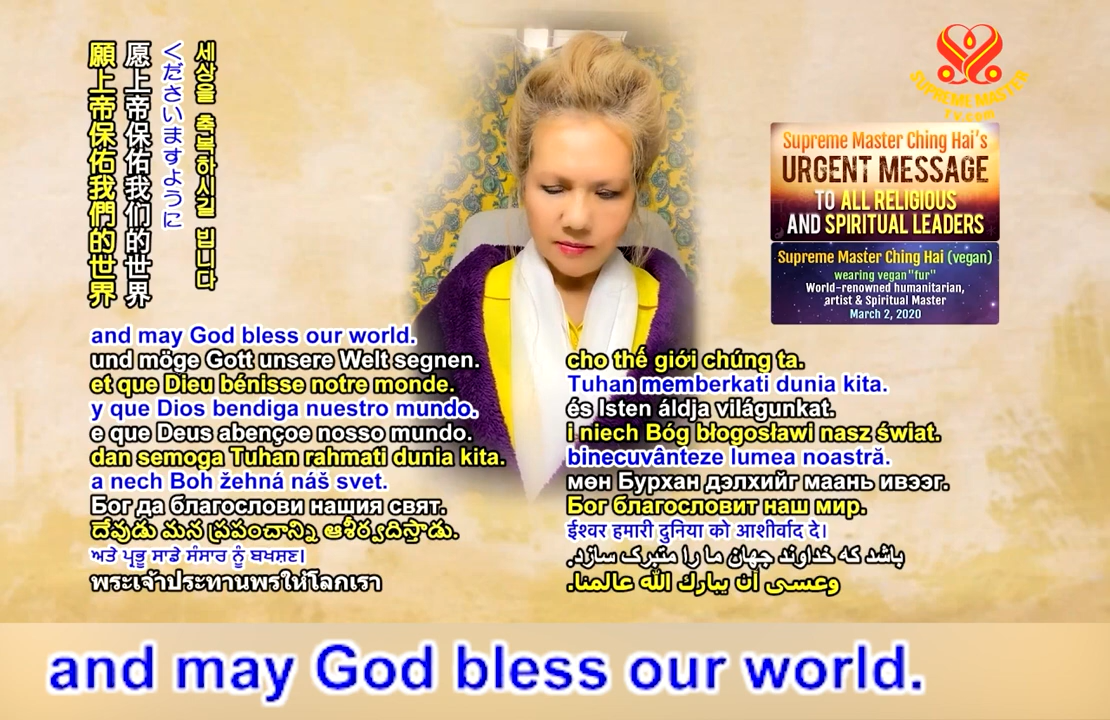 願上帝保佑我們的世界
愿上帝保佑我们的世界
くださいますように
세상을 축복하시길 빕니다
SUPREME MASTER
TV.com
Supreme Master Ching Hai's
URGENT MESSAGE
TO ALL RELIGIOUS
AND SPIRITUAL LEADERS
Supreme Master Ching Hai (vegan)
wearing vegan "fur"
World-renowned humanitarian,
artist & Spiritual Master
March 2, 2020
and may God bless our world.
und möge Gott unsere Welt segnen.
et que Dieu bénisse notre monde.
y que Dios bendiga nuestro mundo.
e que Deus abençoe nosso mundo.
dan semoga Tuhan rahmati dunia kita.
a nech Boh žehná náš svet.
Бог да благослови нашия свят.
దేవుడు మన ప్రపంచాన్ని ఆశీర్వదిస్తాడు.
ਅਤੇ ਪ੍ਰਭੂ ਸਾਡੇ ਸੰਸਾਰ ਨੂੰ ਬਖਸ਼ਣ।
พระเจ้าประทานพรให้โลกเรา
cho thế giới chúng ta.
Tuhan memberkati dunia kita.
és Isten áldja világunkat.
i niech Bóg błogosławi nasz świat.
binecuvânteze lumea noastră.
мөн Бурхан дэлхийг маань ивээг.
Бог благословит наш мир.
ईश्वर हमारी दुनिया को आशीर्वाद दे।
باشد که خداوند جهان ما را متبرک سازد.
وعسى أن يبارك الله عالمنا.
and may God bless our world.